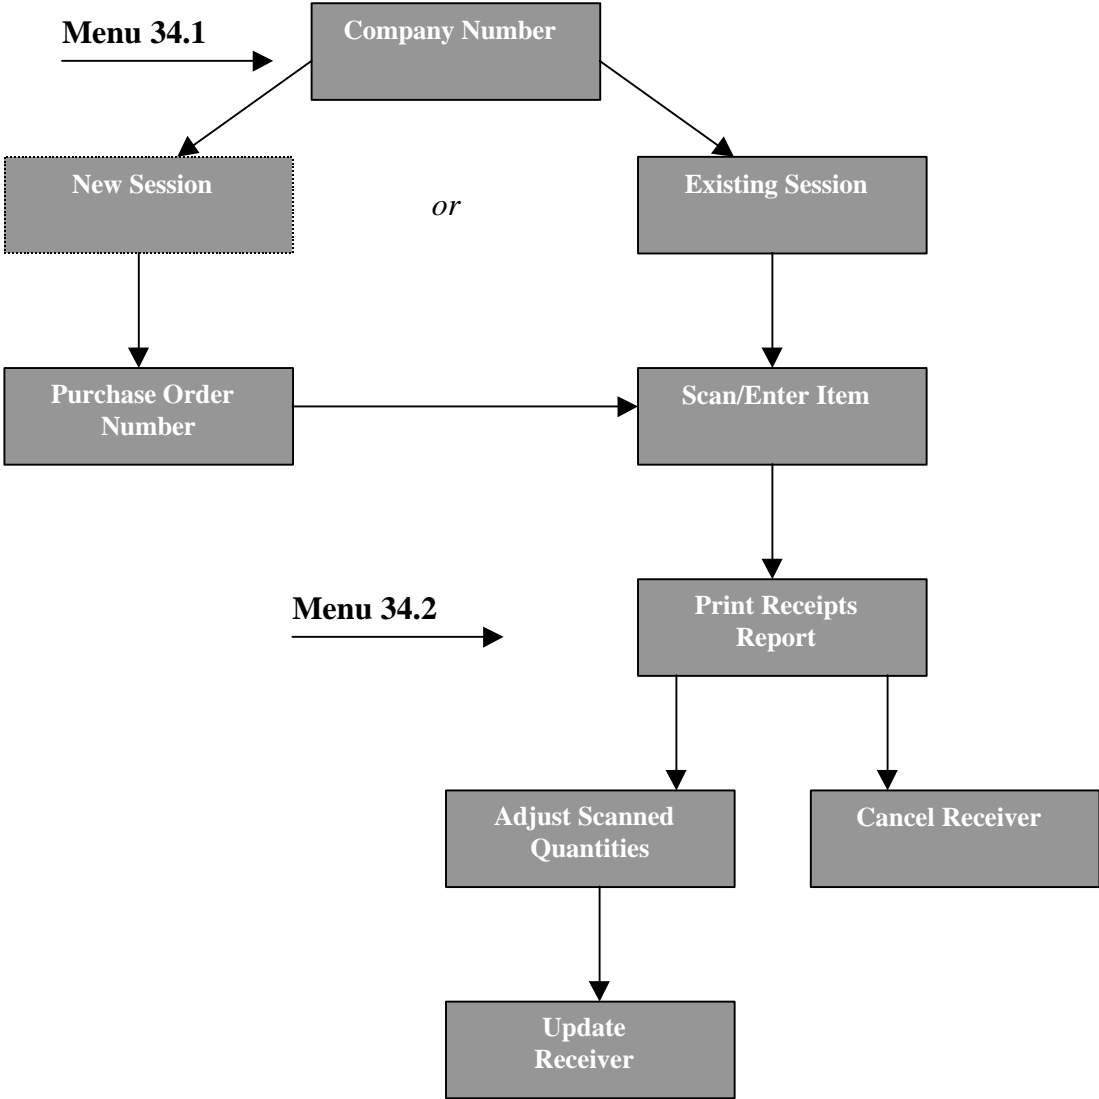 Menu 34.1
Company Number
New Session
or
Existing Session
Purchase Order
Number
Scan/Enter Item
Menu 34.2
Print Receipts
Report
Adjust Scanned
Quantities
Cancel Receiver
Update
Receiver